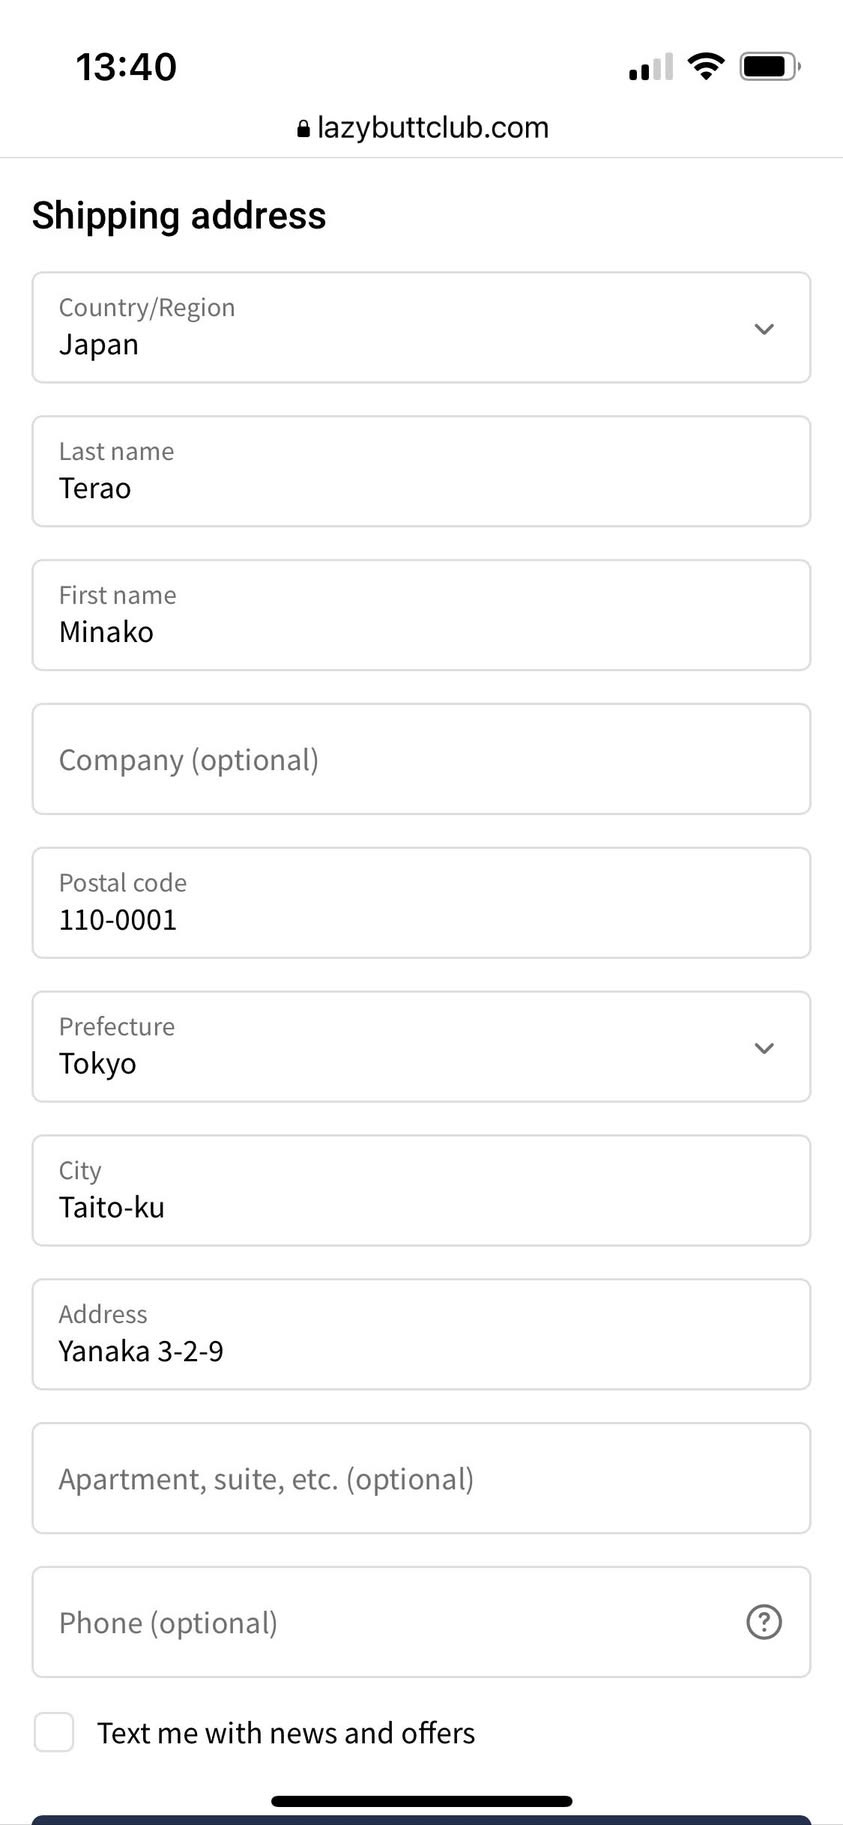 13:40
lazybuttclub.com
Shipping address
Country/Region
Japan
Last name
Terao
First name
Minako
Company (optional)
Postal code
110-0001
Prefecture
Tokyo
City
Taito-ku
Address
Yanaka 3-2-9
Apartment, suite, etc. (optional)
Phone (optional)
?
Text me with news and offers